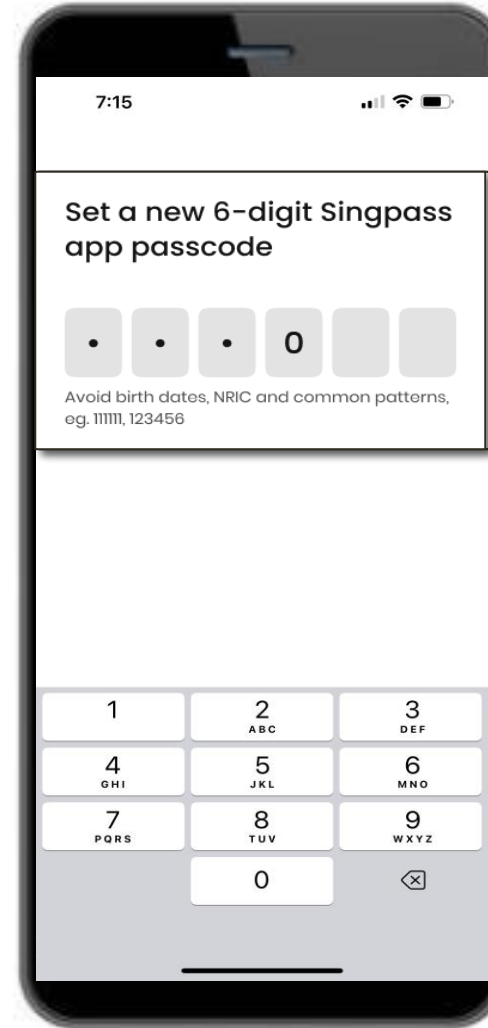 7:15
Set a new 6-digit Singpass
app passcode
• • • 0
Avoid birth dates, NRIC and common patterns,
eg. 111111, 123456
1 2 3
ABC DEF
4 5 6
GHI JKL MNO
7 8 9
PQRS TUV WXYZ
0